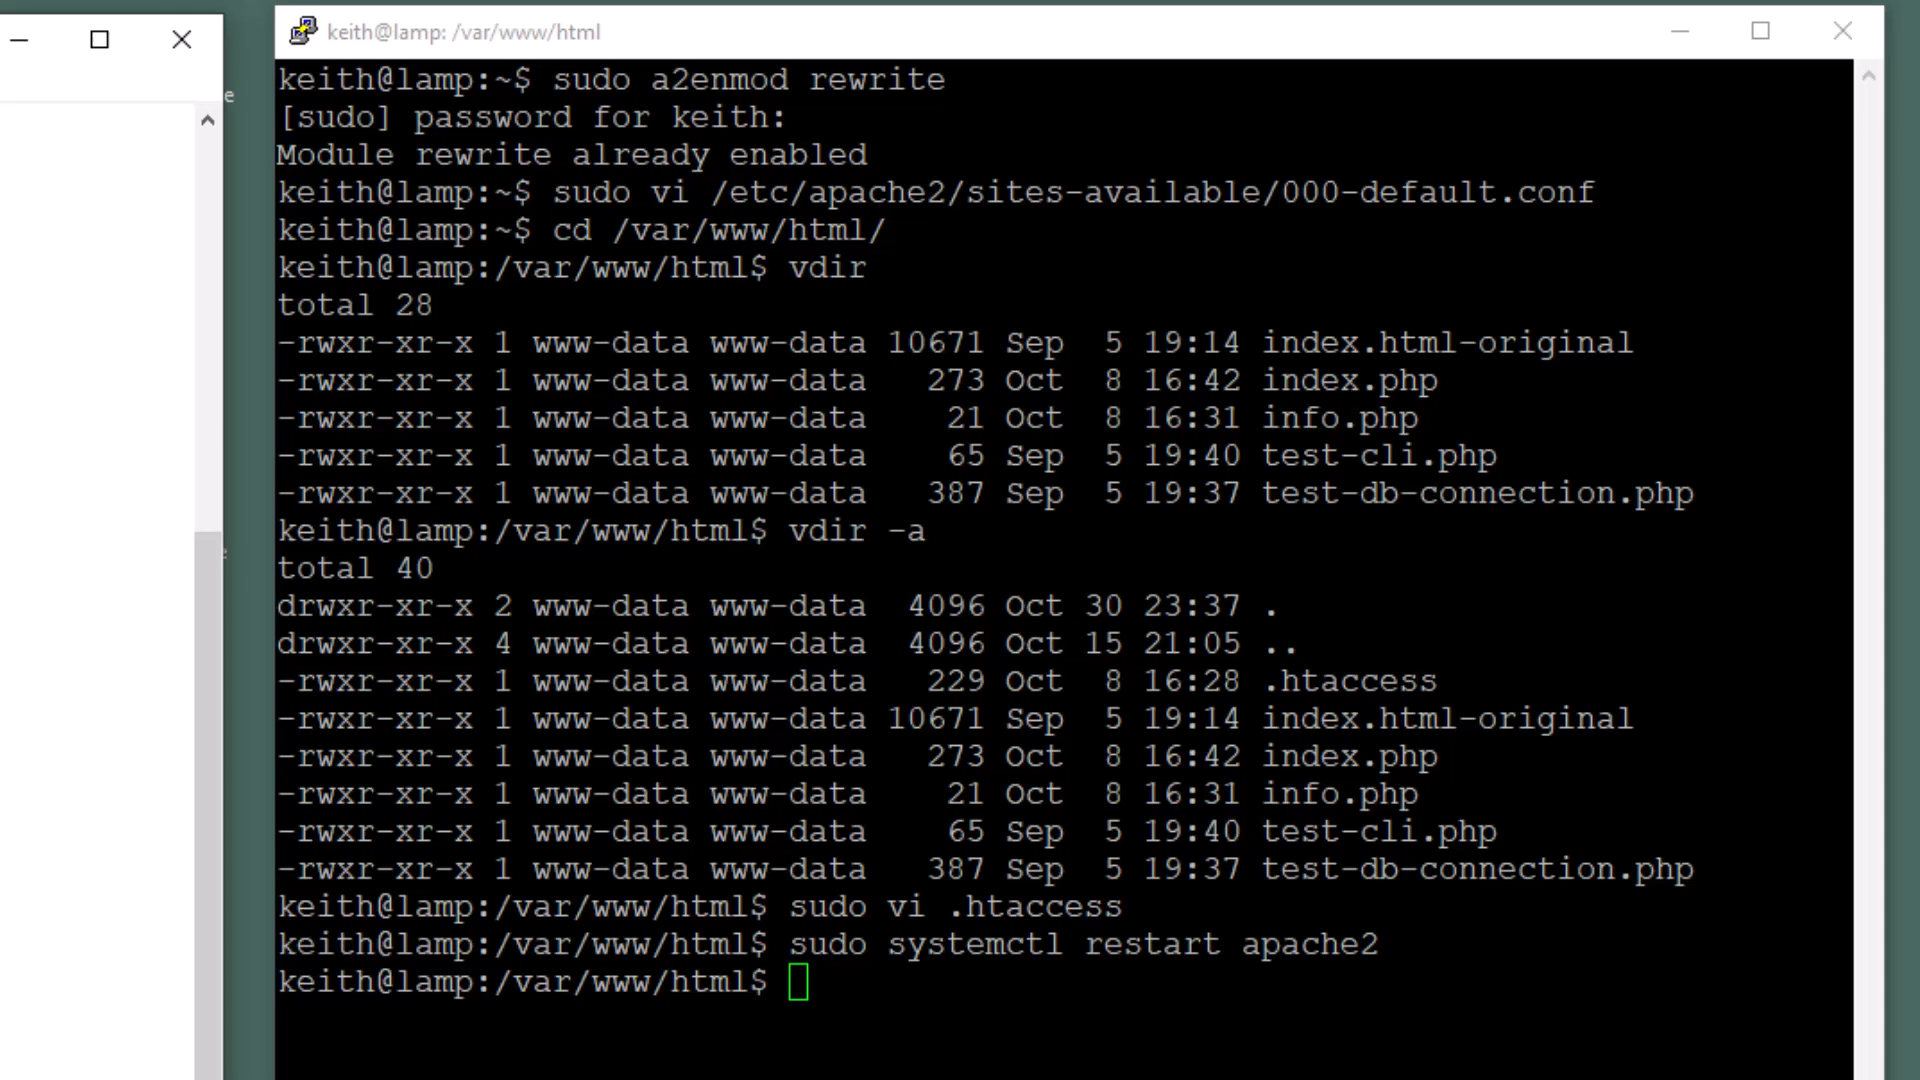 keith@lamp: /var/www/html
keith@lamp:~$ sudo a2enmod rewrite
[sudo] password for keith:
Module rewrite already enabled
keith@lamp:~$ sudo vi /etc/apache2/sites-available/000-default.conf
keith@lamp:~$ cd /var/www/html/
keith@lamp:/var/www/html$ vdir
total 28
-rwxr-xr-x 1 www-data www-data 10671 Sep  5 19:14 index.html-original
-rwxr-xr-x 1 www-data www-data   273 Oct  8 16:42 index.php
-rwxr-xr-x 1 www-data www-data    21 Oct  8 16:31 info.php
-rwxr-xr-x 1 www-data www-data    65 Sep  5 19:40 test-cli.php
-rwxr-xr-x 1 www-data www-data   387 Sep  5 19:37 test-db-connection.php
keith@lamp:/var/www/html$ vdir -a
total 40
drwxr-xr-x 2 www-data www-data  4096 Oct 30 23:37 .
drwxr-xr-x 4 www-data www-data  4096 Oct 15 21:05 ..
-rwxr-xr-x 1 www-data www-data   229 Oct  8 16:28 .htaccess
-rwxr-xr-x 1 www-data www-data 10671 Sep  5 19:14 index.html-original
-rwxr-xr-x 1 www-data www-data   273 Oct  8 16:42 index.php
-rwxr-xr-x 1 www-data www-data    21 Oct  8 16:31 info.php
-rwxr-xr-x 1 www-data www-data    65 Sep  5 19:40 test-cli.php
-rwxr-xr-x 1 www-data www-data   387 Sep  5 19:37 test-db-connection.php
keith@lamp:/var/www/html$ sudo vi .htaccess
keith@lamp:/var/www/html$ sudo systemctl restart apache2
keith@lamp:/var/www/html$